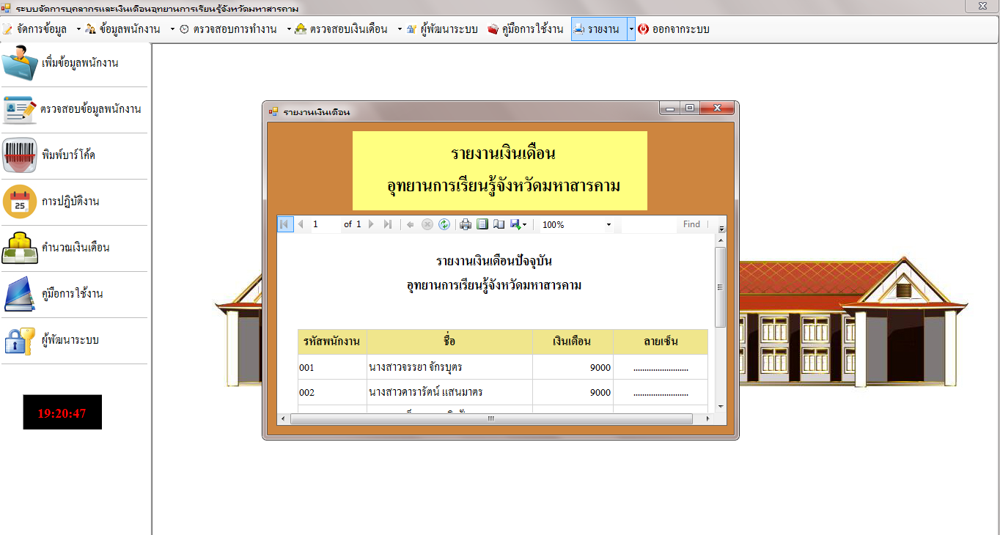 ระบบจัดการบุคลากรและเงินเดือนอุทยานการเรียนรู้จังหวัดมหาสารคาม
จัดการข้อมูล ข้อมูลพนักงาน ตรวจสอบการทำงาน ตรวจสอบเงินเดือน ผู้พัฒนาระบบ คู่มือการใช้งาน รายงาน ออกจากระบบ
เพิ่มข้อมูลพนักงาน
ตรวจสอบข้อมูลพนักงาน
พิมพ์บาร์โค้ด
25
การปฏิบัติงาน
คำนวณเงินเดือน
คู่มือการใช้งาน
ผู้พัฒนาระบบ
19:20:47
รายงานเงินเดือน
รายงานเงินเดือน
อุทยานการเรียนรู้จังหวัดมหาสารคาม
1 of 1 100% Find
รายงานเงินเดือนปัจจุบัน
อุทยานการเรียนรู้จังหวัดมหาสารคาม
รหัสพนักงาน ชื่อ เงินเดือน ลายเซ็น
001 นางสาวจรรยา จักรบุตร 9000 .........................
002 นางสาวดารารัตน์ แสนมาตร 9000 .........................